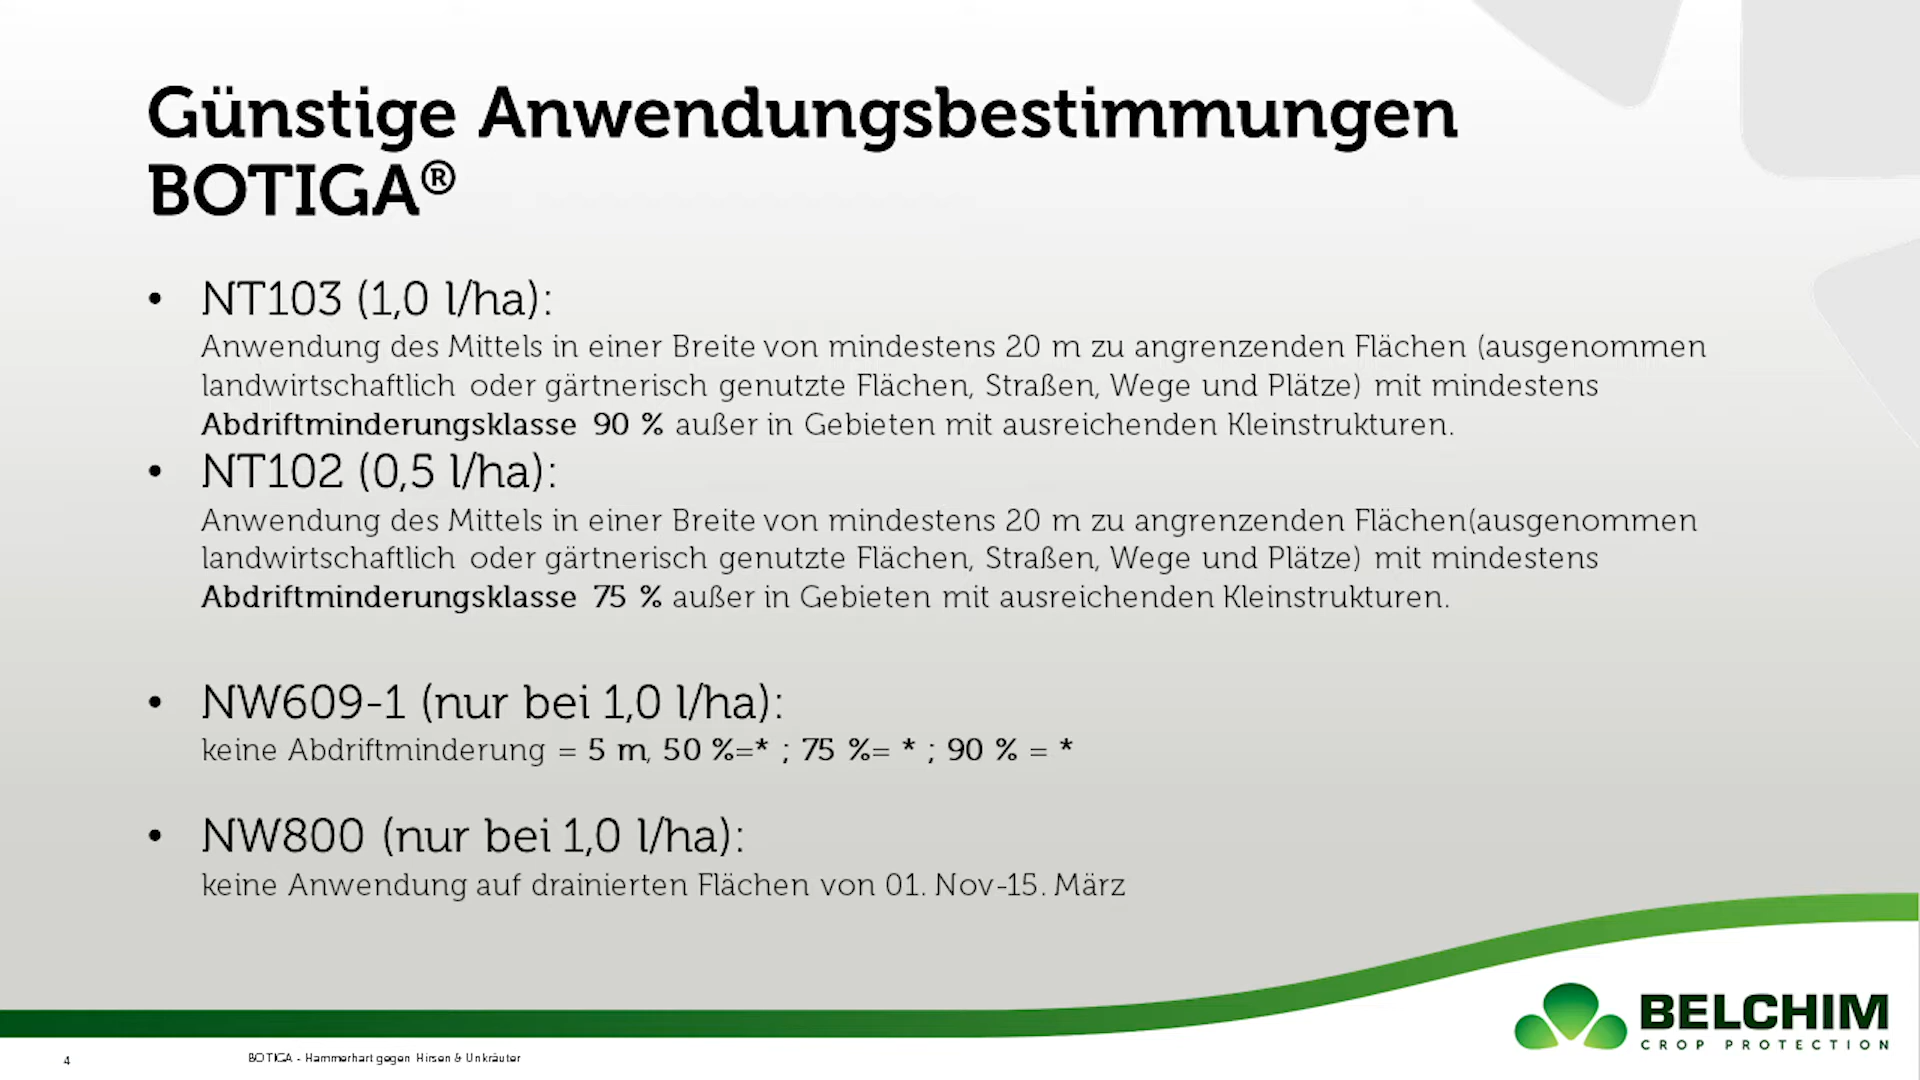 Günstige Anwendungsbestimmungen
BOTIGA®
• NT103 (1,0 l/ha):
Anwendung des Mittels in einer Breite von mindestens 20 m zu angrenzenden Flächen (ausgenommen
landwirtschaftlich oder gärtnerisch genutzte Flächen, Straßen, Wege und Plätze) mit mindestens
Abdriftminderungsklasse 90 % außer in Gebieten mit ausreichenden Kleinstrukturen.
• NT102 (0,5 l/ha):
Anwendung des Mittels in einer Breite von mindestens 20 m zu angrenzenden Flächen(ausgenommen
landwirtschaftlich oder gärtnerisch genutzte Flächen, Straßen, Wege und Plätze) mit mindestens
Abdriftminderungsklasse 75 % außer in Gebieten mit ausreichenden Kleinstrukturen.
• NW609-1 (nur bei 1,0 l/ha):
keine Abdriftminderung = 5 m, 50 %=* ; 75 %= * ; 90 % = *
• NW800 (nur bei 1,0 l/ha):
keine Anwendung auf drainierten Flächen von 01. Nov-15. März
BELCHIM
CROP PROTECTION
4
BOTIGA - Hammerhart gegen Hirsen & Unkräuter